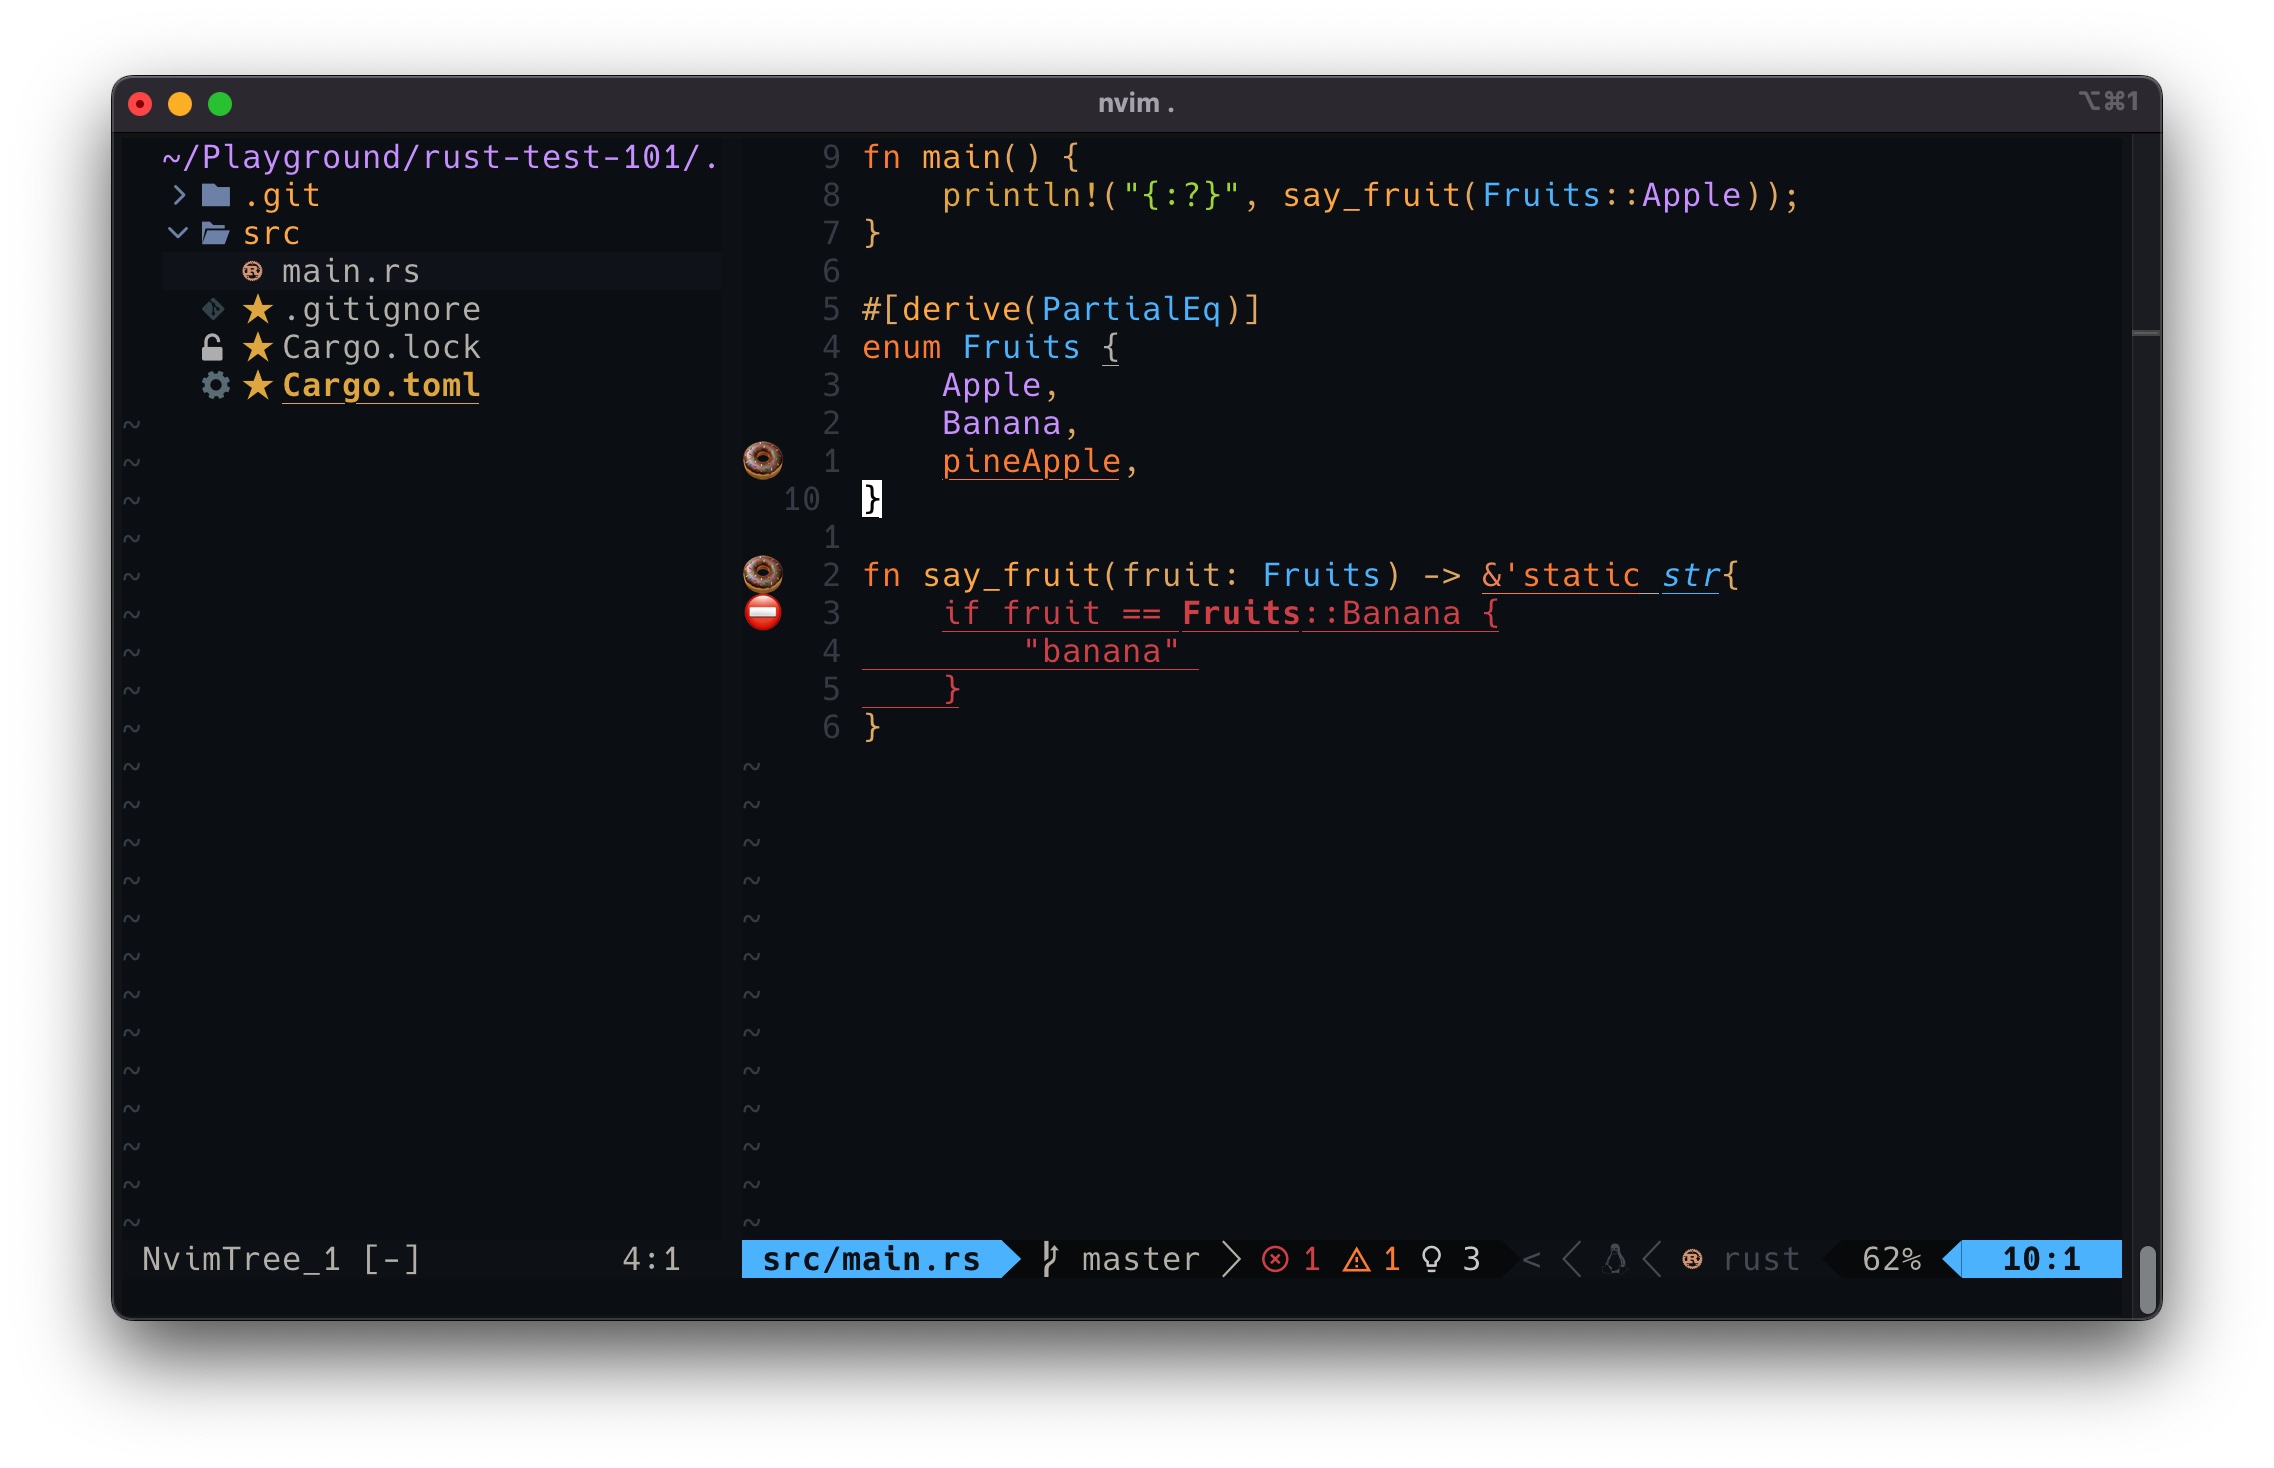 nvim .
⌥⌘1
~/Playground/rust-test-101/.
.git
src
main.rs
.gitignore
Cargo.lock
Cargo.toml
9 fn main() {
8     println!("{:?}", say_fruit(Fruits::Apple));
7 }
6
5 #[derive(PartialEq)]
4 enum Fruits {
3     Apple,
2     Banana,
1     pineApple,
10 }
1
2 fn say_fruit(fruit: Fruits) -> &'static str{
3     if fruit == Fruits::Banana {
4         "banana"
5     }
6 }
NvimTree_1 [-] 4:1
src/main.rs master 1 1 3 < rust 62% 10:1